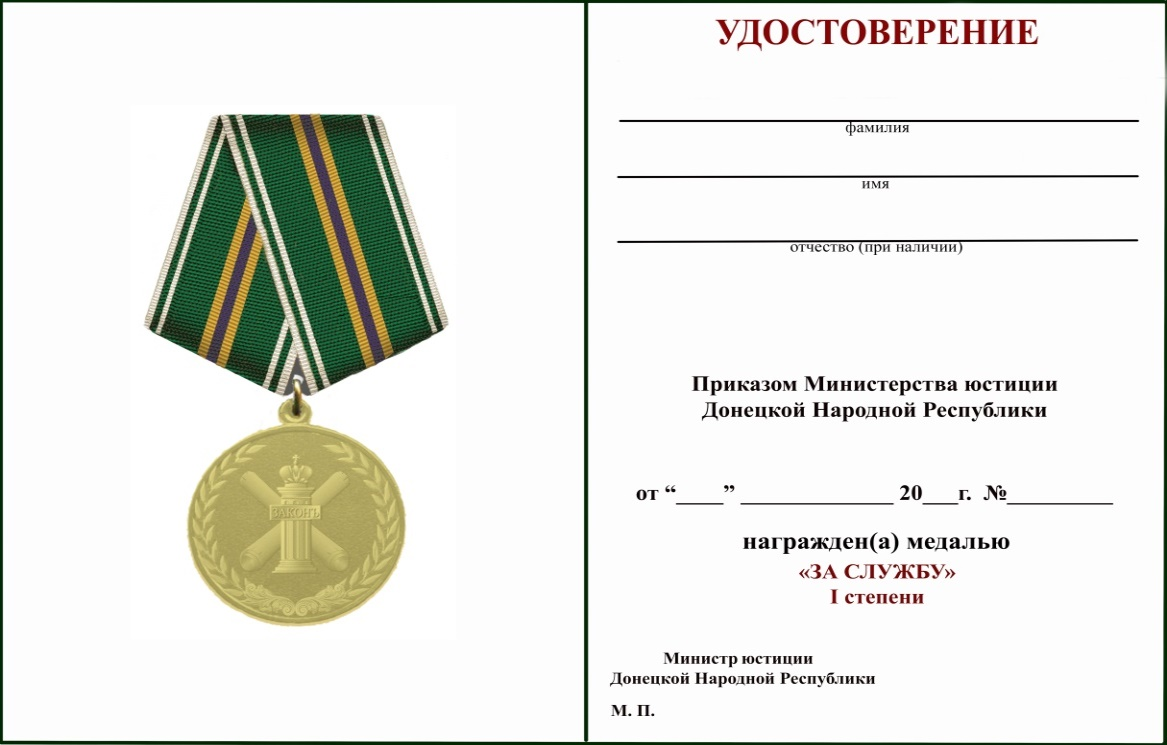 ЗАКОНЪ
УДОСТОВЕРЕНИЕ
фамилия
имя
отчество (при наличии)
Приказом Министерства юстиции
Донецкой Народной Республики
от “____” _____________ 20___г. №_________
награжден(а) медалью
«ЗА СЛУЖБУ»
I степени
Министр юстиции
Донецкой Народной Республики
М. П.